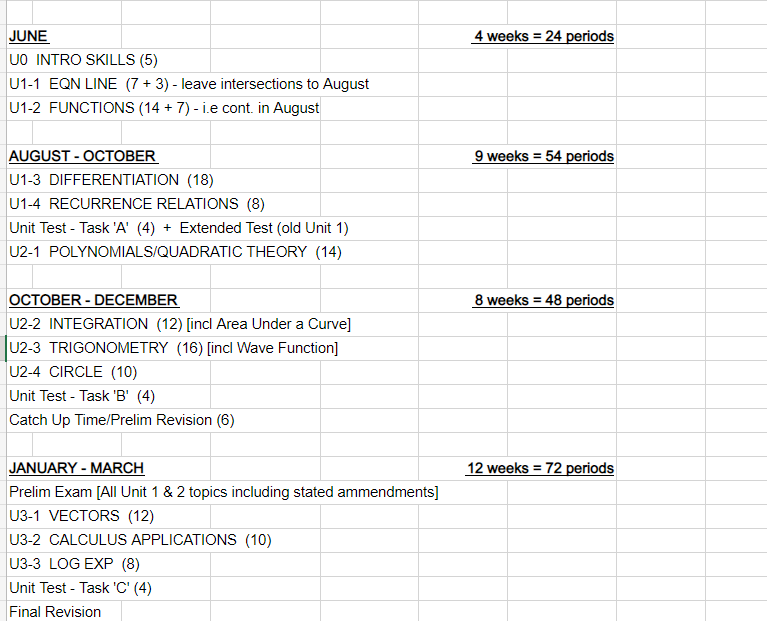 JUNE 4 weeks = 24 periods
U0 INTRO SKILLS (5)
U1-1 EQN LINE (7 + 3) - leave intersections to August
U1-2 FUNCTIONS (14 + 7) - i.e cont. in August
AUGUST - OCTOBER 9 weeks = 54 periods
U1-3 DIFFERENTIATION (18)
U1-4 RECURRENCE RELATIONS (8)
Unit Test - Task 'A' (4) + Extended Test (old Unit 1)
U2-1 POLYNOMIALS/QUADRATIC THEORY (14)
OCTOBER - DECEMBER 8 weeks = 48 periods
U2-2 INTEGRATION (12) [incl Area Under a Curve]
U2-3 TRIGONOMETRY (16) [incl Wave Function]
U2-4 CIRCLE (10)
Unit Test - Task 'B' (4)
Catch Up Time/Prelim Revision (6)
JANUARY - MARCH 12 weeks = 72 periods
Prelim Exam [All Unit 1 & 2 topics including stated ammendments]
U3-1 VECTORS (12)
U3-2 CALCULUS APPLICATIONS (10)
U3-3 LOG EXP (8)
Unit Test - Task 'C' (4)
Final Revision